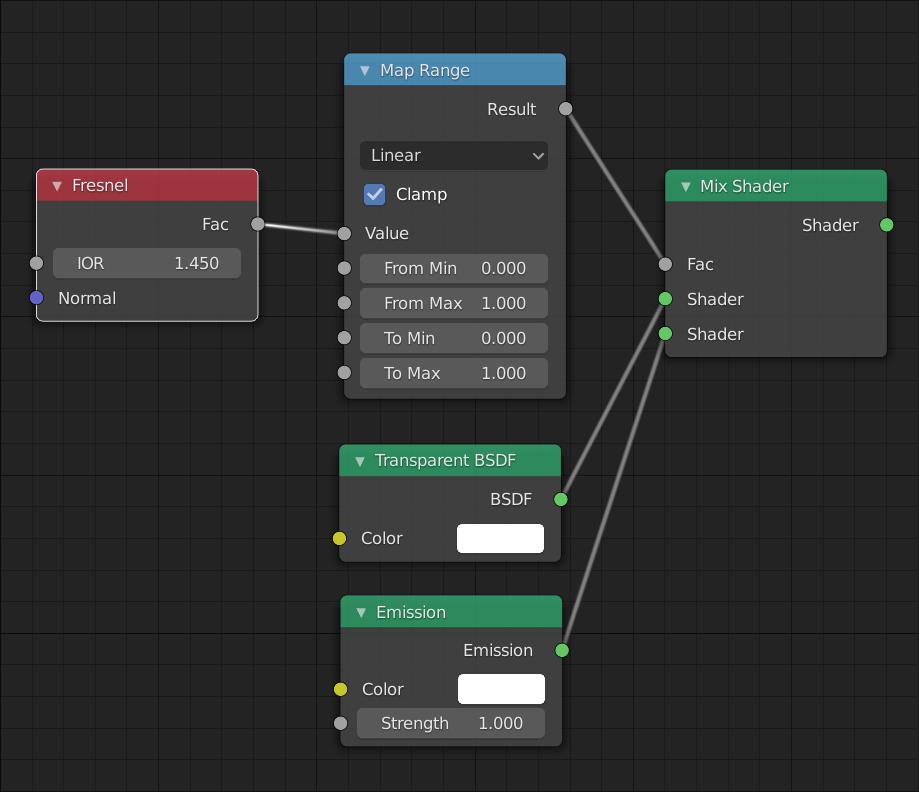 Fresnel
Fac
IOR 1.450
Normal
Map Range
Result
Linear
Clamp
Value
From Min 0.000
From Max 1.000
To Min 0.000
To Max 1.000
Transparent BSDF
BSDF
Color
Emission
Emission
Color
Strength 1.000
Mix Shader
Shader
Fac
Shader
Shader